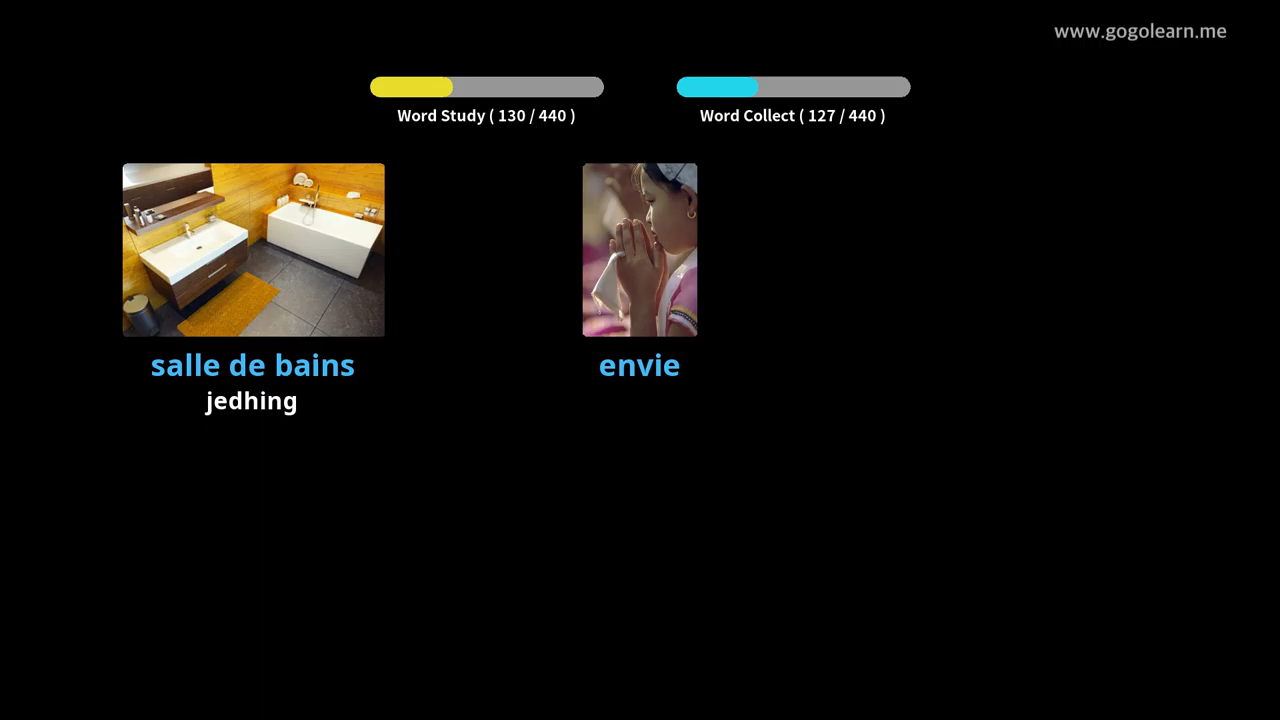 www.gogolearn.me
Word Study ( 130 / 440 )
Word Collect ( 127 / 440 )
salle de bains
jedhing
envie